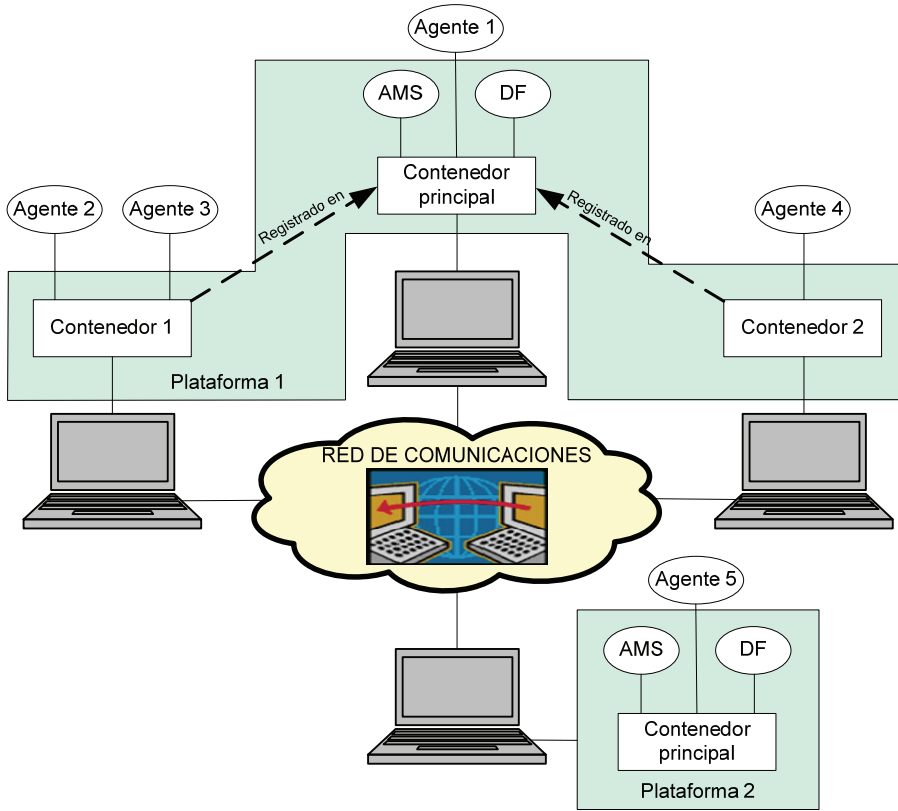 Agente 1
AMS
DF
Contenedor
principal
Agente 2
Agente 3
Registrado en
Registrado en
Agente 4
Contenedor 1
Contenedor 2
Plataforma 1
RED DE COMUNICACIONES
Agente 5
AMS
DF
Contenedor
principal
Plataforma 2